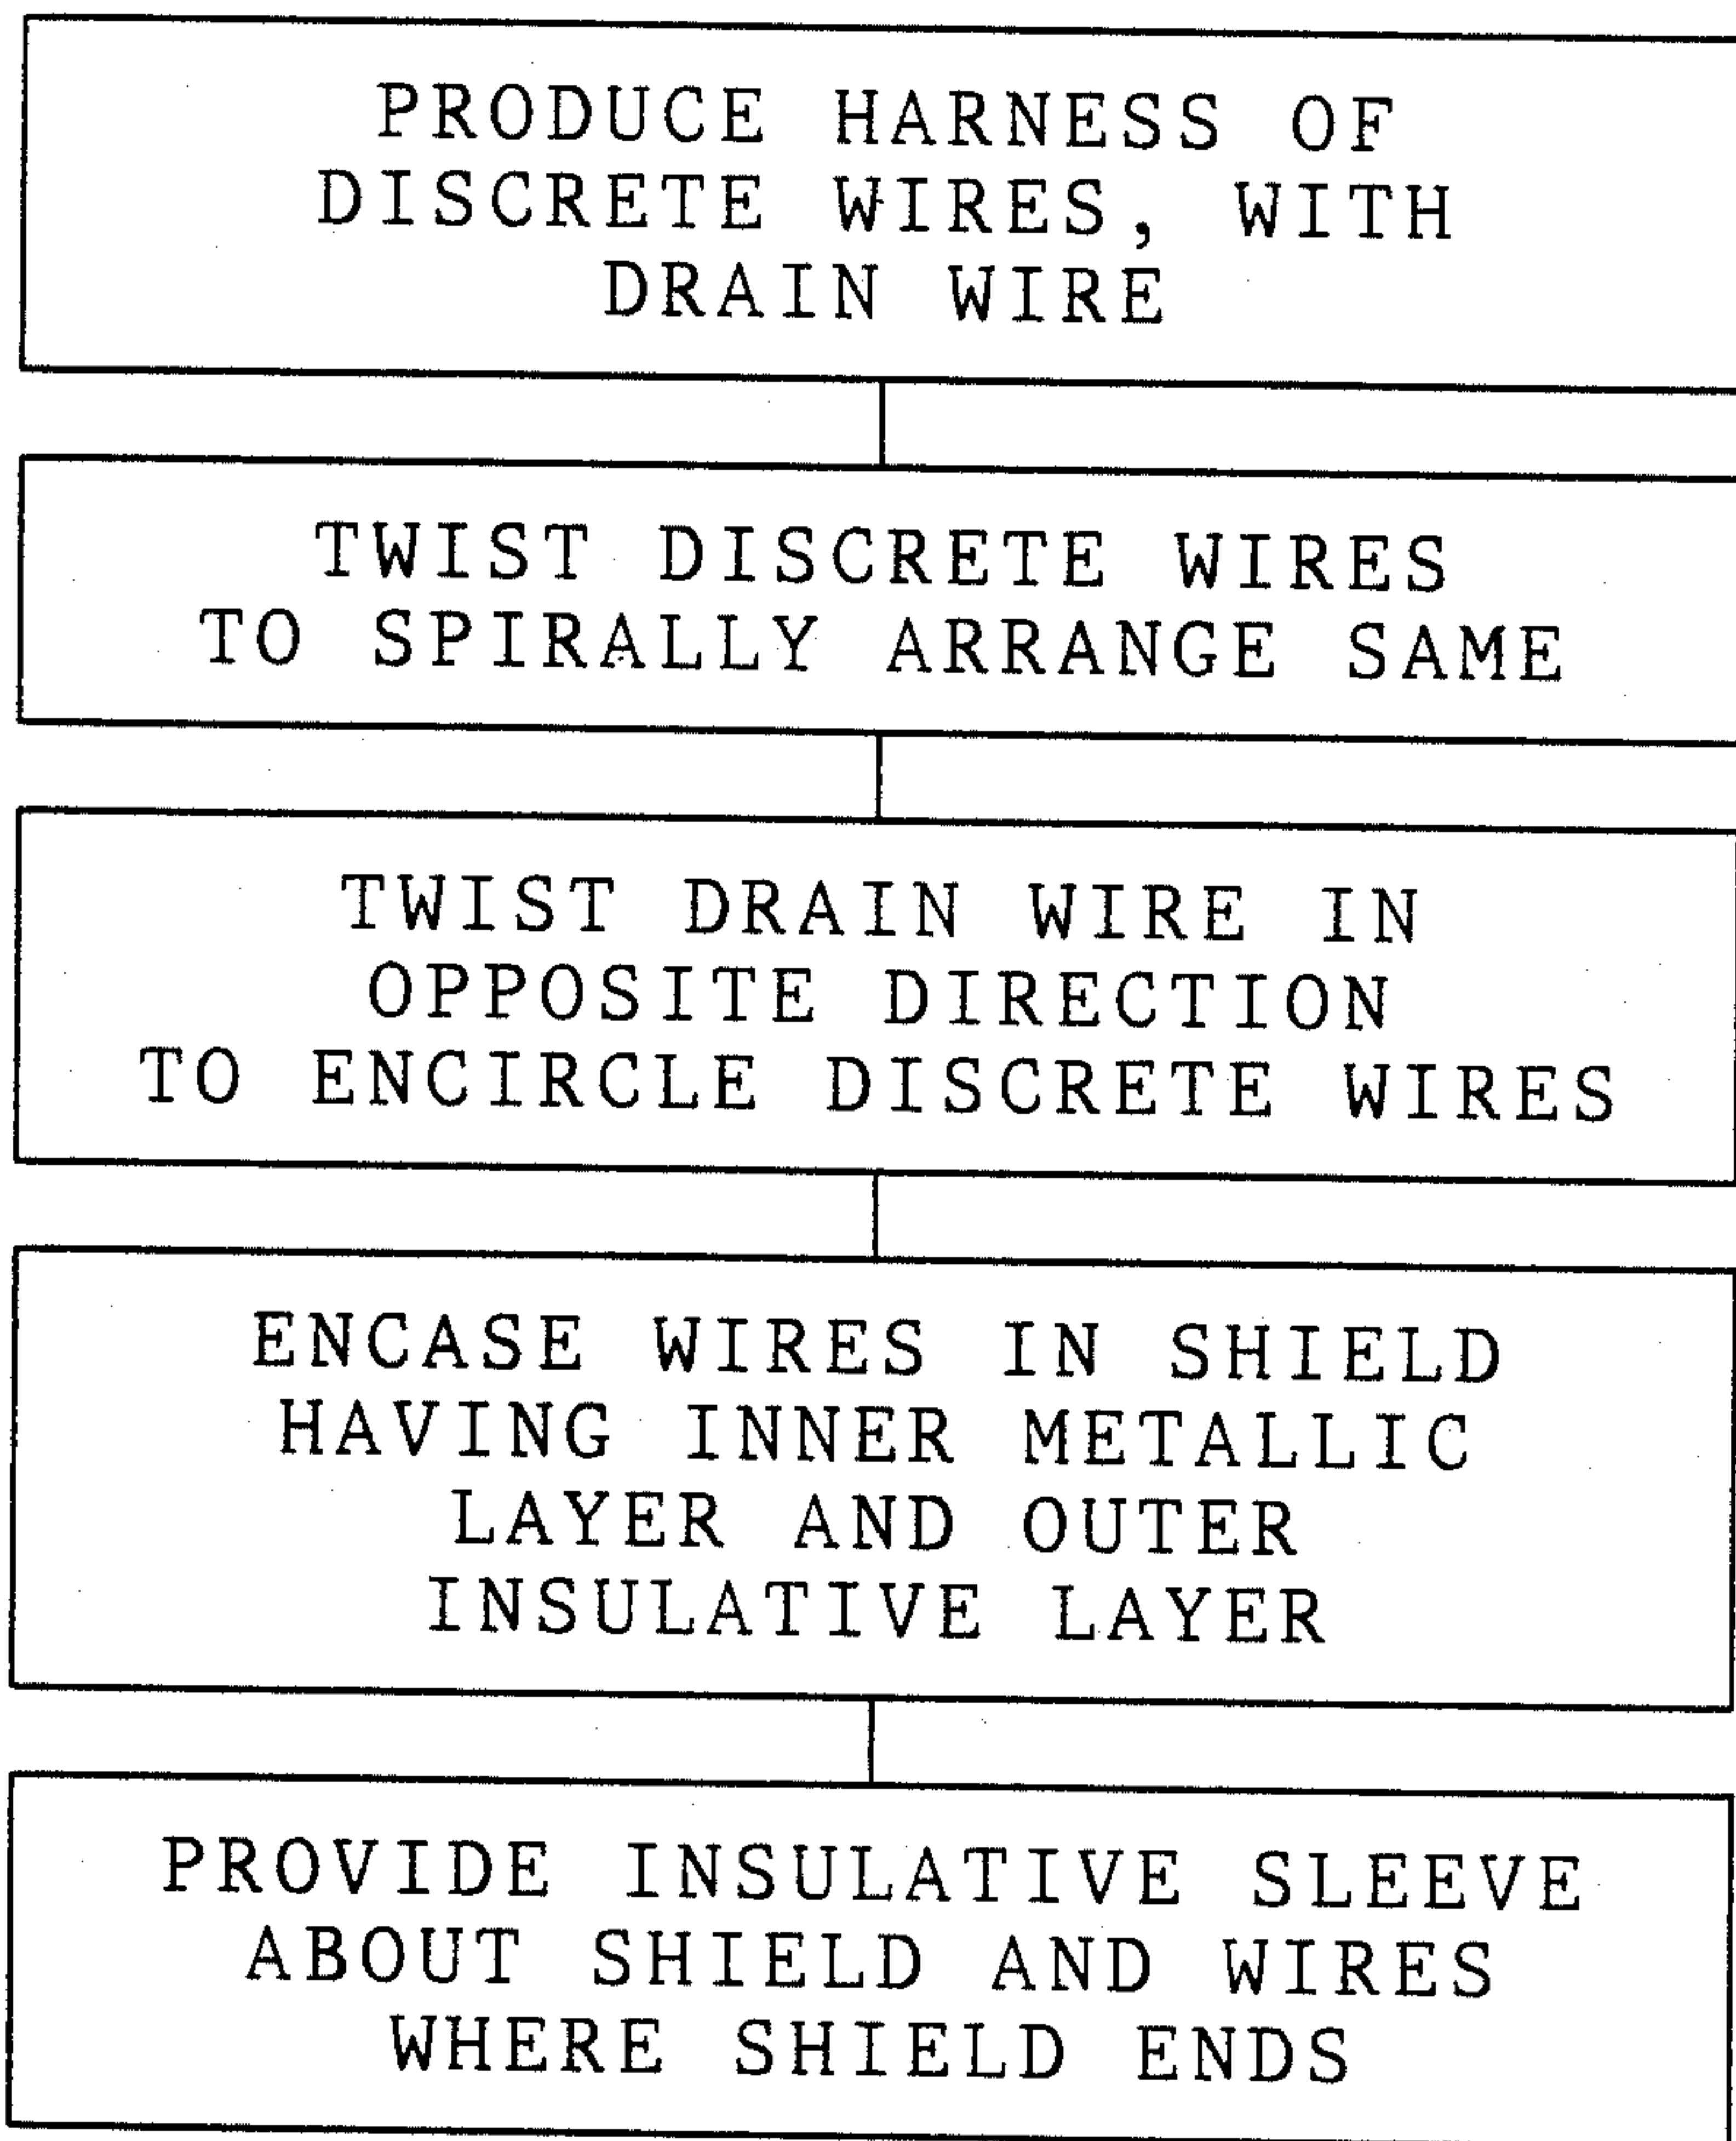 PRODUCE HARNESS OF
DISCRETE WIRES, WITH
DRAIN WIRE
TWIST DISCRETE WIRES
TO SPIRALLY ARRANGE SAME
TWIST DRAIN WIRE IN
OPPOSITE DIRECTION
TO ENCIRCLE DISCRETE WIRES
ENCASE WIRES IN SHIELD
HAVING INNER METALLIC
LAYER AND OUTER
INSULATIVE LAYER
PROVIDE INSULATIVE SLEEVE
ABOUT SHIELD AND WIRES
WHERE SHIELD ENDS